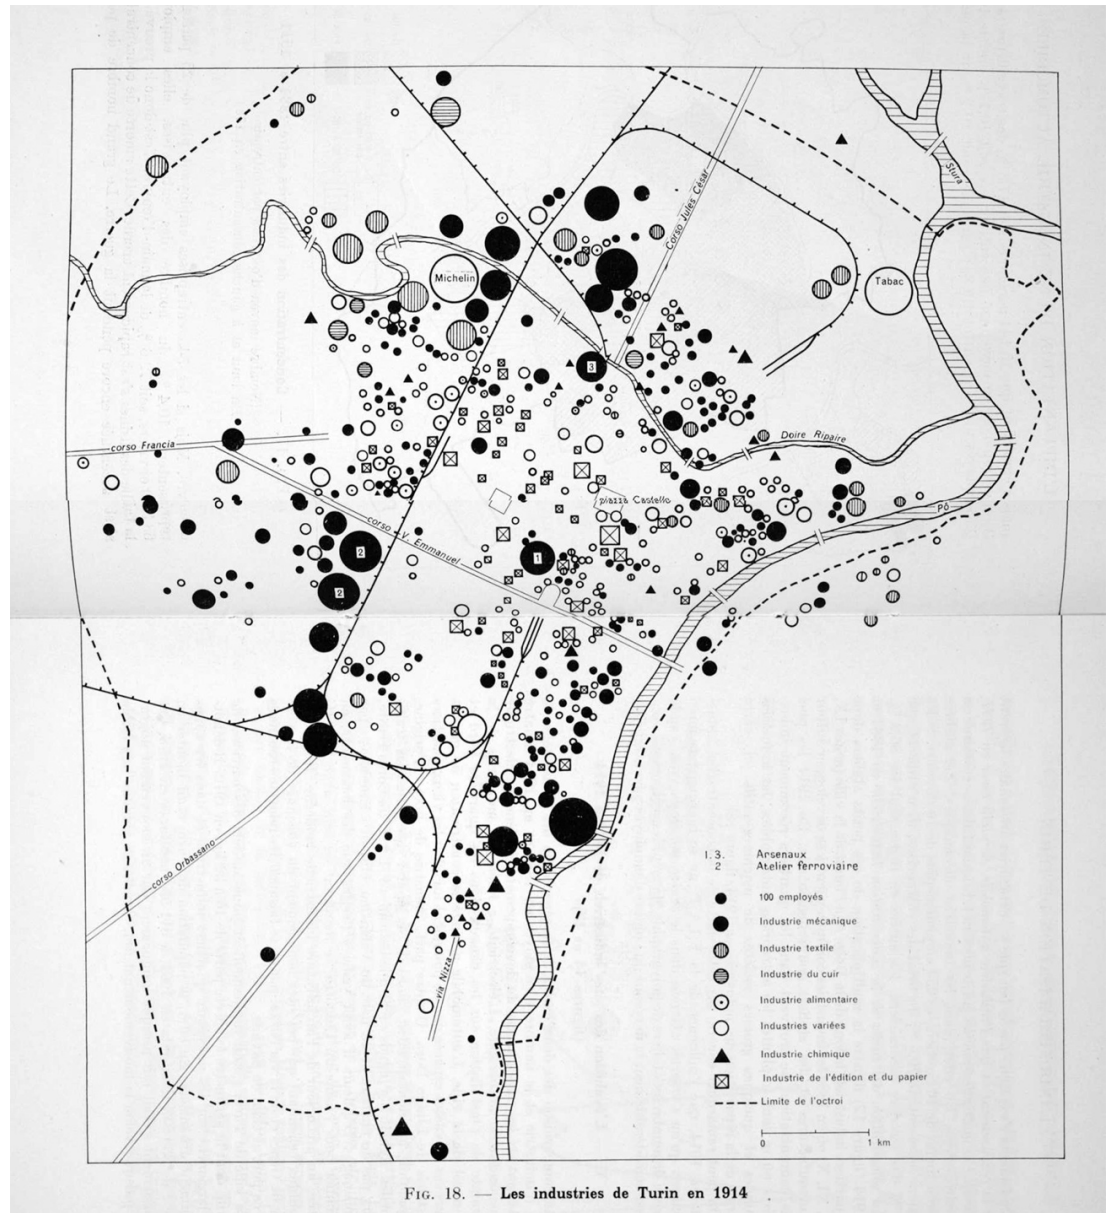 Stura
Corso Jules César
Michelin
Tabac
3
Doire Ripaire
corso Francia
piazza Castello
Pô
corso V. Emmanuel
2
1
2
corso Orbassano
via Nizza
1.3. Arsenaux
2 Atelier ferroviaire
100 employés
Industrie mécanique
Industrie textile
Industrie du cuir
Industrie alimentaire
Industries variées
Industrie chimique
Industrie de l'édition et du papier
Limite de l'octroi
0 1 km
FIG. 18. — Les industries de Turin en 1914